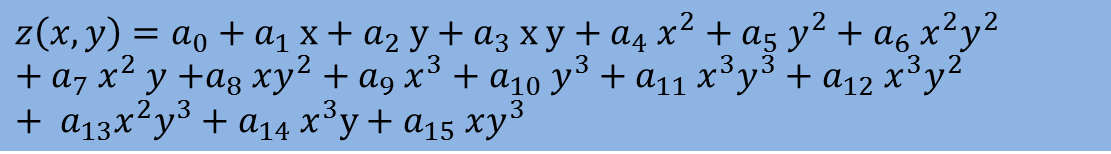 z(x, y) = a₀ + a₁ x + a₂ y + a₃ x y + a₄ x² + a₅ y² + a₆ x²y²
+ a₇ x² y +a₈ xy² + a₉ x³ + a₁₀ y³ + a₁₁ x³y³ + a₁₂ x³y²
+ a₁₃x²y³ + a₁₄ x³y + a₁₅ xy³